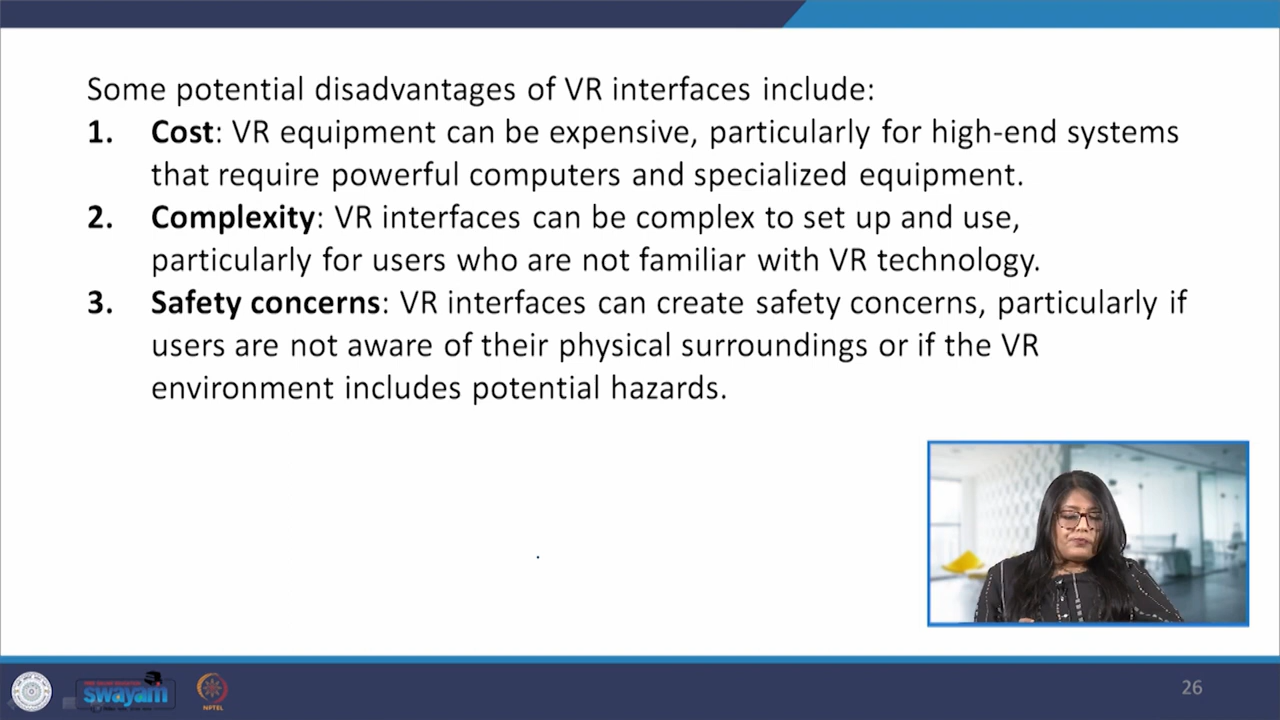 Some potential disadvantages of VR interfaces include:
1. Cost: VR equipment can be expensive, particularly for high-end systems
that require powerful computers and specialized equipment.
2. Complexity: VR interfaces can be complex to set up and use,
particularly for users who are not familiar with VR technology.
3. Safety concerns: VR interfaces can create safety concerns, particularly if
users are not aware of their physical surroundings or if the VR
environment includes potential hazards.
swayam
NPTEL
26